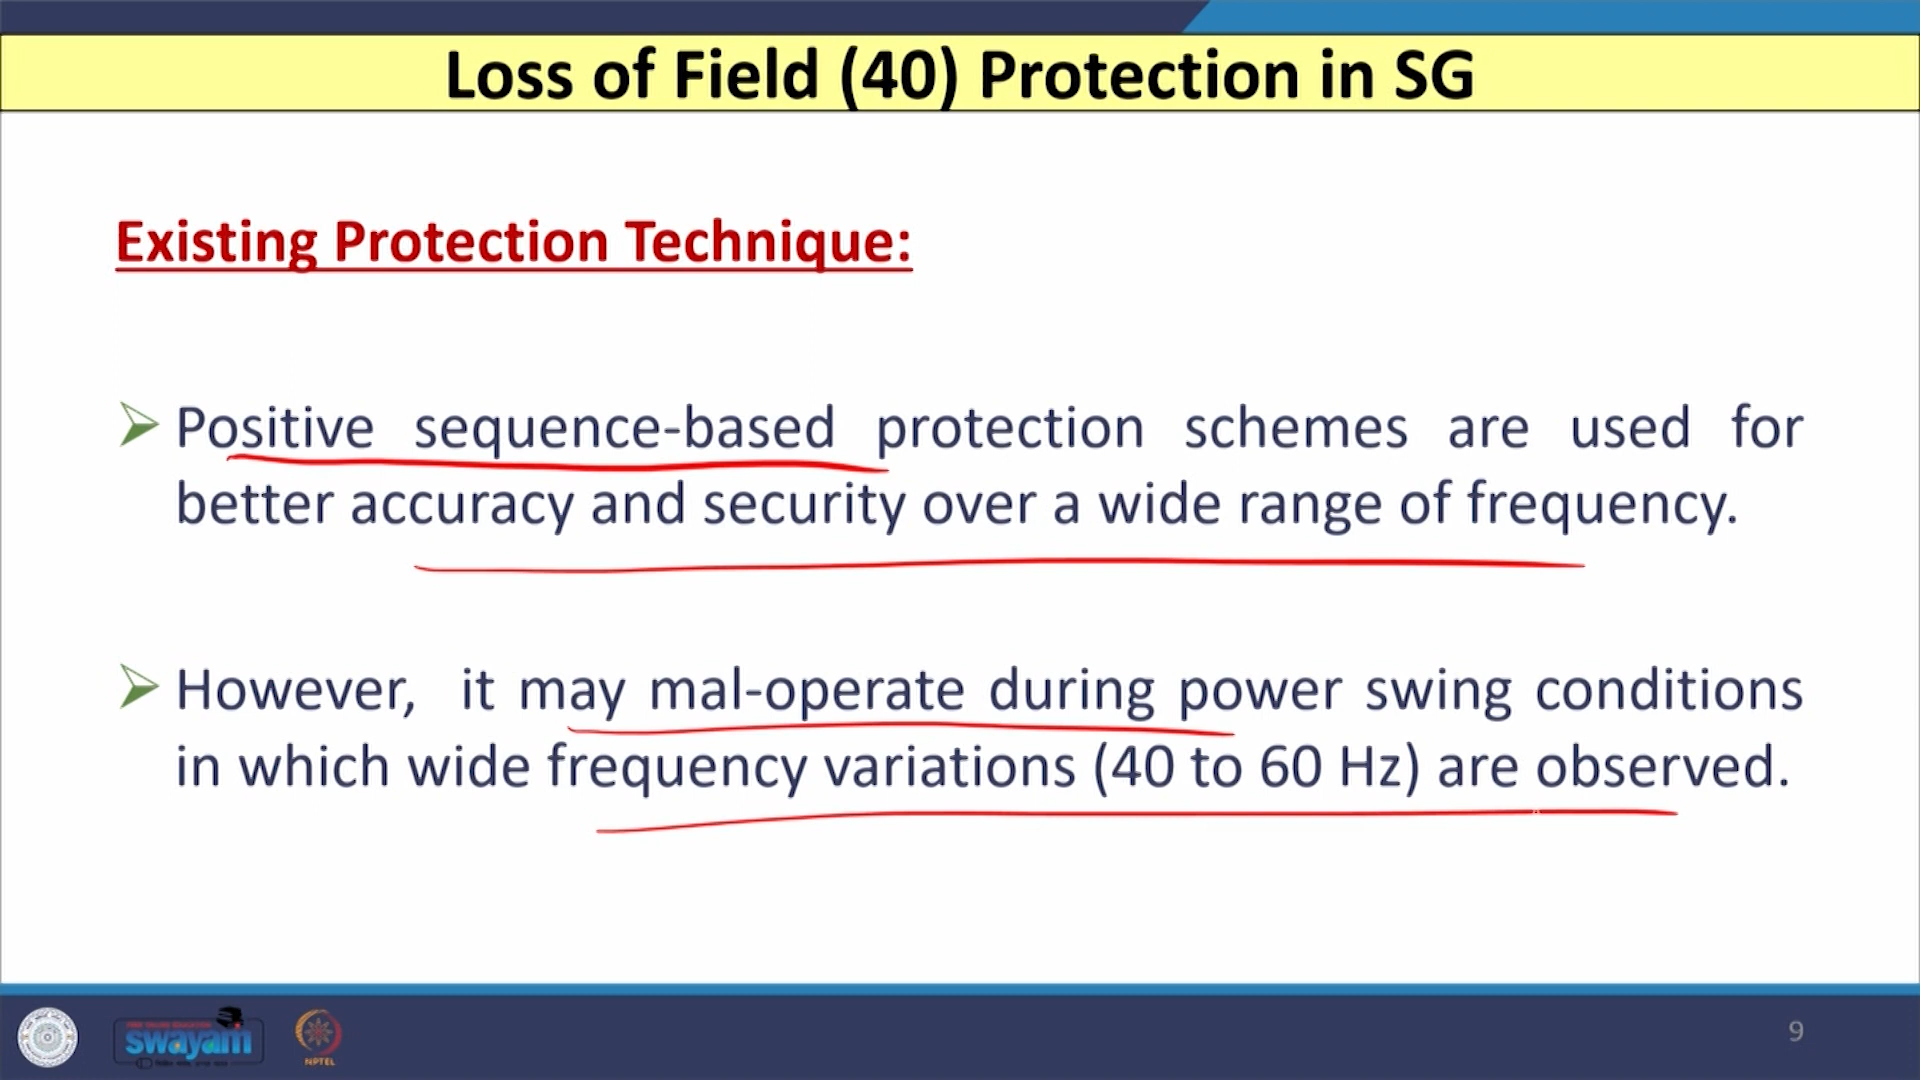 Loss of Field (40) Protection in SG
Existing Protection Technique:
Positive sequence-based protection schemes are used for
better accuracy and security over a wide range of frequency.
However, it may mal-operate during power swing conditions
in which wide frequency variations (40 to 60 Hz) are observed.
swayam
NPTEL
9